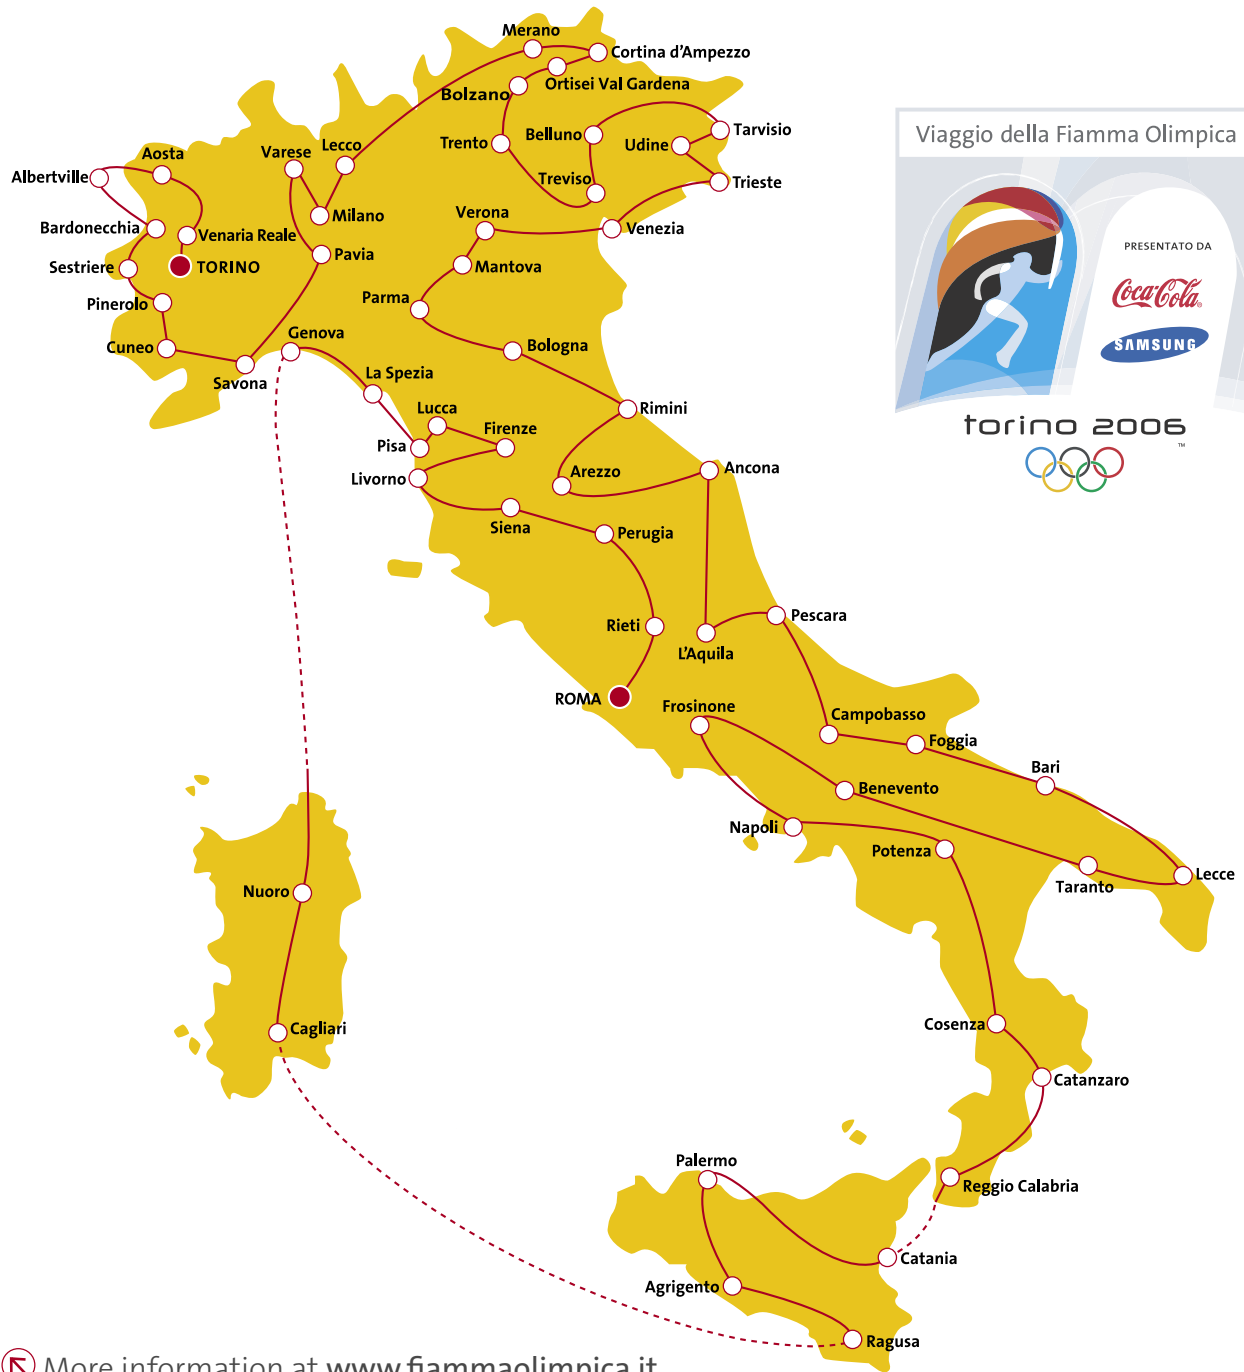 Merano
Cortina d'Ampezzo
Ortisei Val Gardena
Bolzano
Viaggio della Fiamma Olimpica
Tarvisio
Belluno
Udine
Trento
Lecco
Varese
Aosta
Albertville
Treviso
Trieste
Milano
Verona
Venezia
Bardonecchia
Venaria Reale
PRESENTATO DA
Pavia
Mantova
Sestriere
TORINO
Coca-Cola
Pinerolo
Parma
SAMSUNG
Genova
Cuneo
Bologna
La Spezia
Savona
Lucca
Rimini
Firenze
torino 2006
TM
Pisa
Ancona
Arezzo
Livorno
Siena
Perugia
Pescara
Rieti
L'Aquila
ROMA
Frosinone
Campobasso
Foggia
Bari
Benevento
Napoli
Potenza
Lecce
Taranto
Nuoro
Cosenza
Cagliari
Catanzaro
Palermo
Reggio Calabria
Catania
Agrigento
Ragusa
More information at www.fiammaolimpica.it